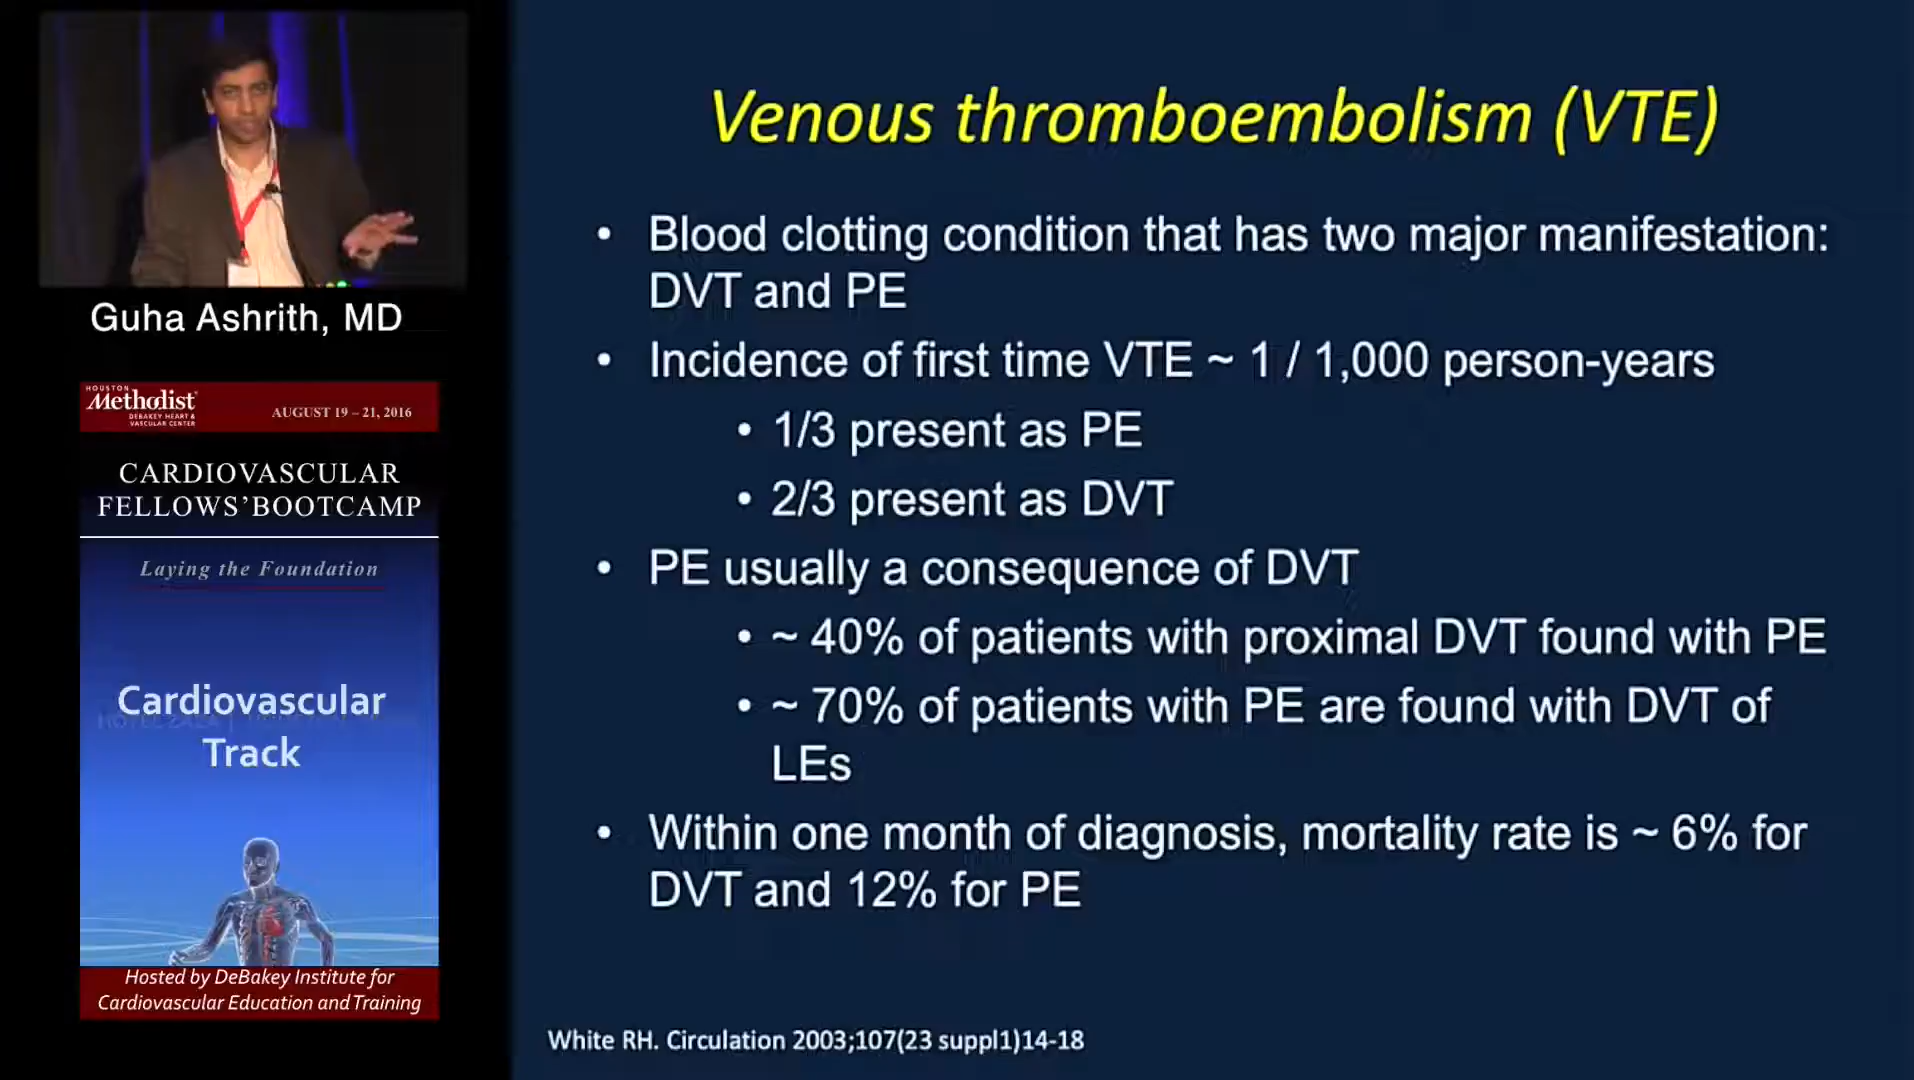 Guha Ashrith, MD
HOUSTON
Methodist
DEBAKEY HEART &
VASCULAR CENTER
AUGUST 19 – 21, 2016
CARDIOVASCULAR
FELLOWS’BOOTCAMP
Laying the Foundation
Cardiovascular
Track
Hosted by DeBakey Institute for
Cardiovascular Education and Training
Venous thromboembolism (VTE)
• Blood clotting condition that has two major manifestation:
DVT and PE
• Incidence of first time VTE ~ 1 / 1,000 person-years
• 1/3 present as PE
• 2/3 present as DVT
• PE usually a consequence of DVT
• ~ 40% of patients with proximal DVT found with PE
• ~ 70% of patients with PE are found with DVT of
LEs
• Within one month of diagnosis, mortality rate is ~ 6% for
DVT and 12% for PE
White RH. Circulation 2003;107(23 suppl1)14-18